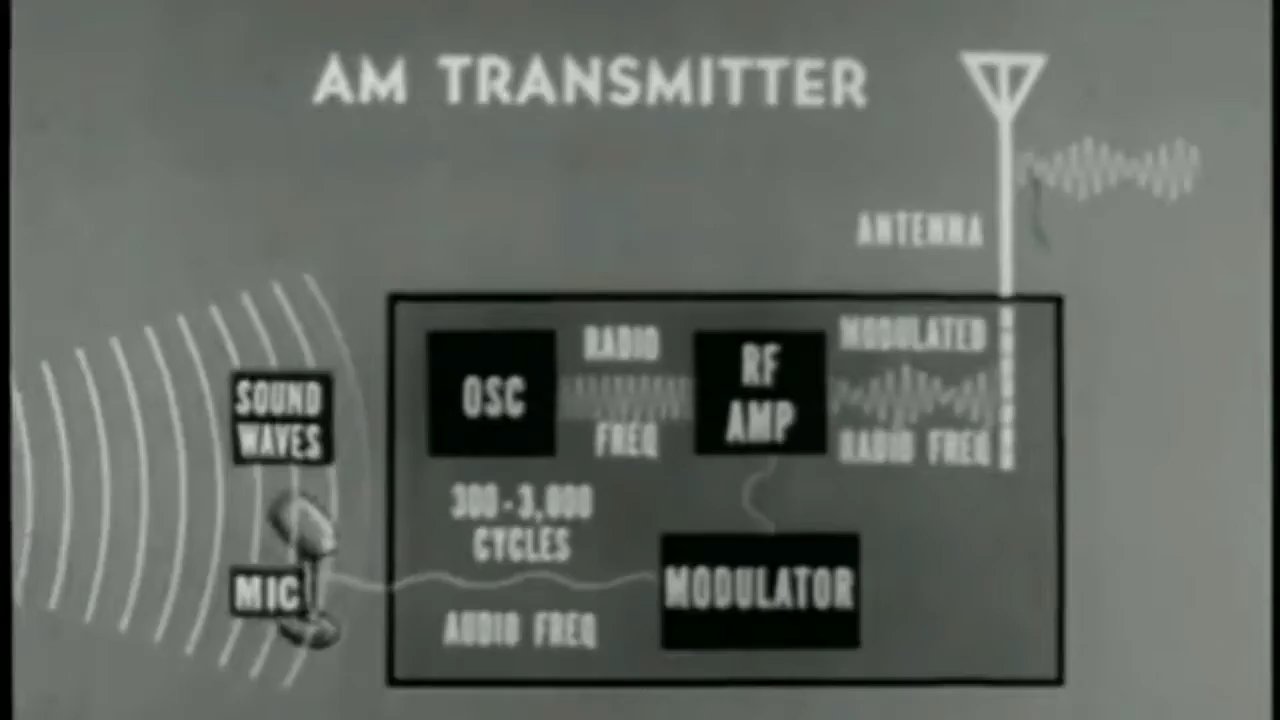 AM TRANSMITTER
ANTENNA
SOUND
WAVES
MIC
OSC
RADIO
FREQ
RF
AMP
MODULATED
RADIO FREQ
300-3,000
CYCLES
AUDIO FREQ
MODULATOR